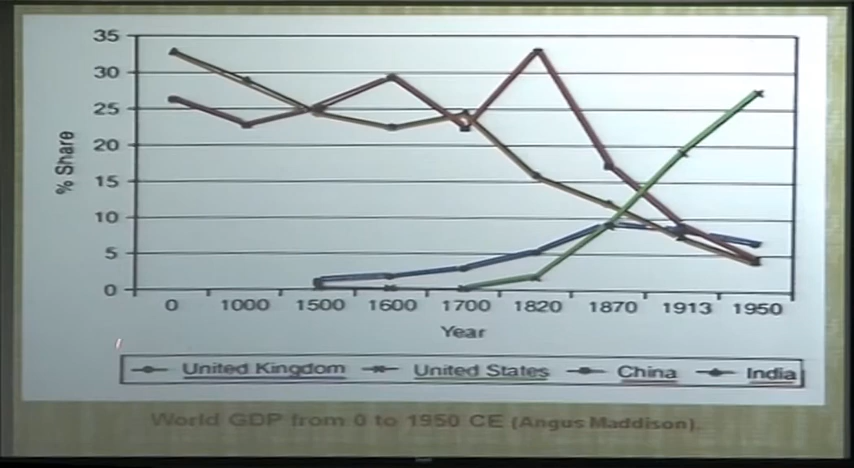 35
30
25
20
15
10
5
0
% Share
0 1000 1500 1600 1700 1820 1870 1913 1950
Year
United Kingdom United States China India
World GDP from 0 to 1950 CE (Angus Maddison).